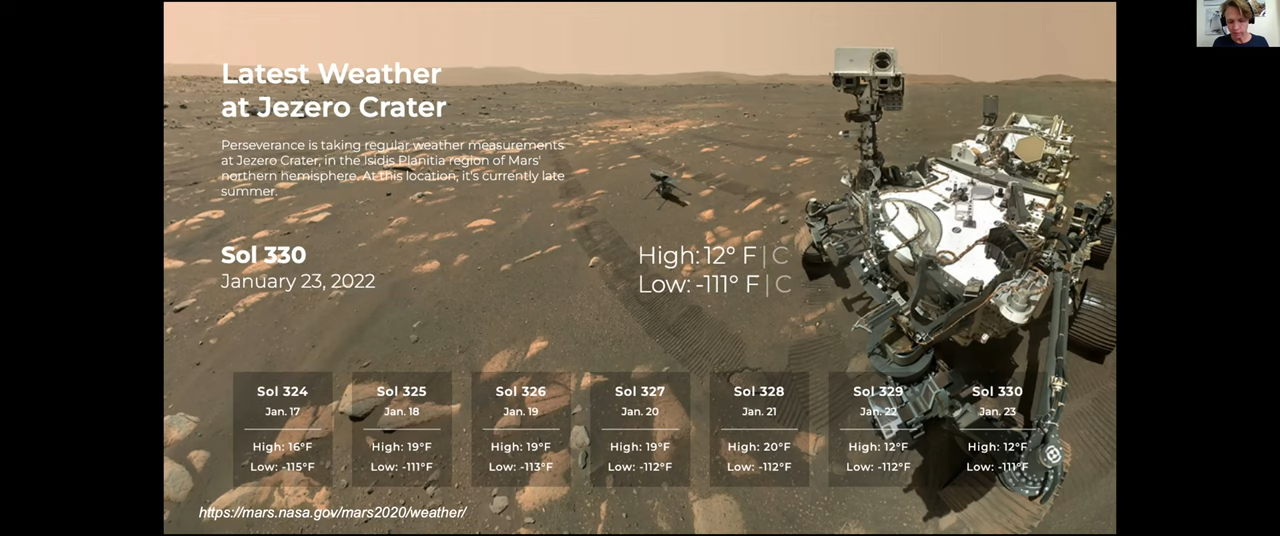 Latest Weather
at Jezero Crater
Perseverance is taking regular weather measurements
at Jezero Crater, in the Isidis Planitia region of Mars'
northern hemisphere. At this location, it's currently late
summer.
Sol 330
January 23, 2022
High: 12° F | C
Low: -111° F | C
Sol 324
Jan. 17
High: 16°F
Low: -115°F
Sol 325
Jan. 18
High: 19°F
Low: -111°F
Sol 326
Jan. 19
High: 19°F
Low: -113°F
Sol 327
Jan. 20
High: 19°F
Low: -112°F
Sol 328
Jan. 21
High: 20°F
Low: -112°F
Sol 329
Jan. 22
High: 12°F
Low: -112°F
Sol 330
Jan. 23
High: 12°F
Low: -111°F
https://mars.nasa.gov/mars2020/weather/